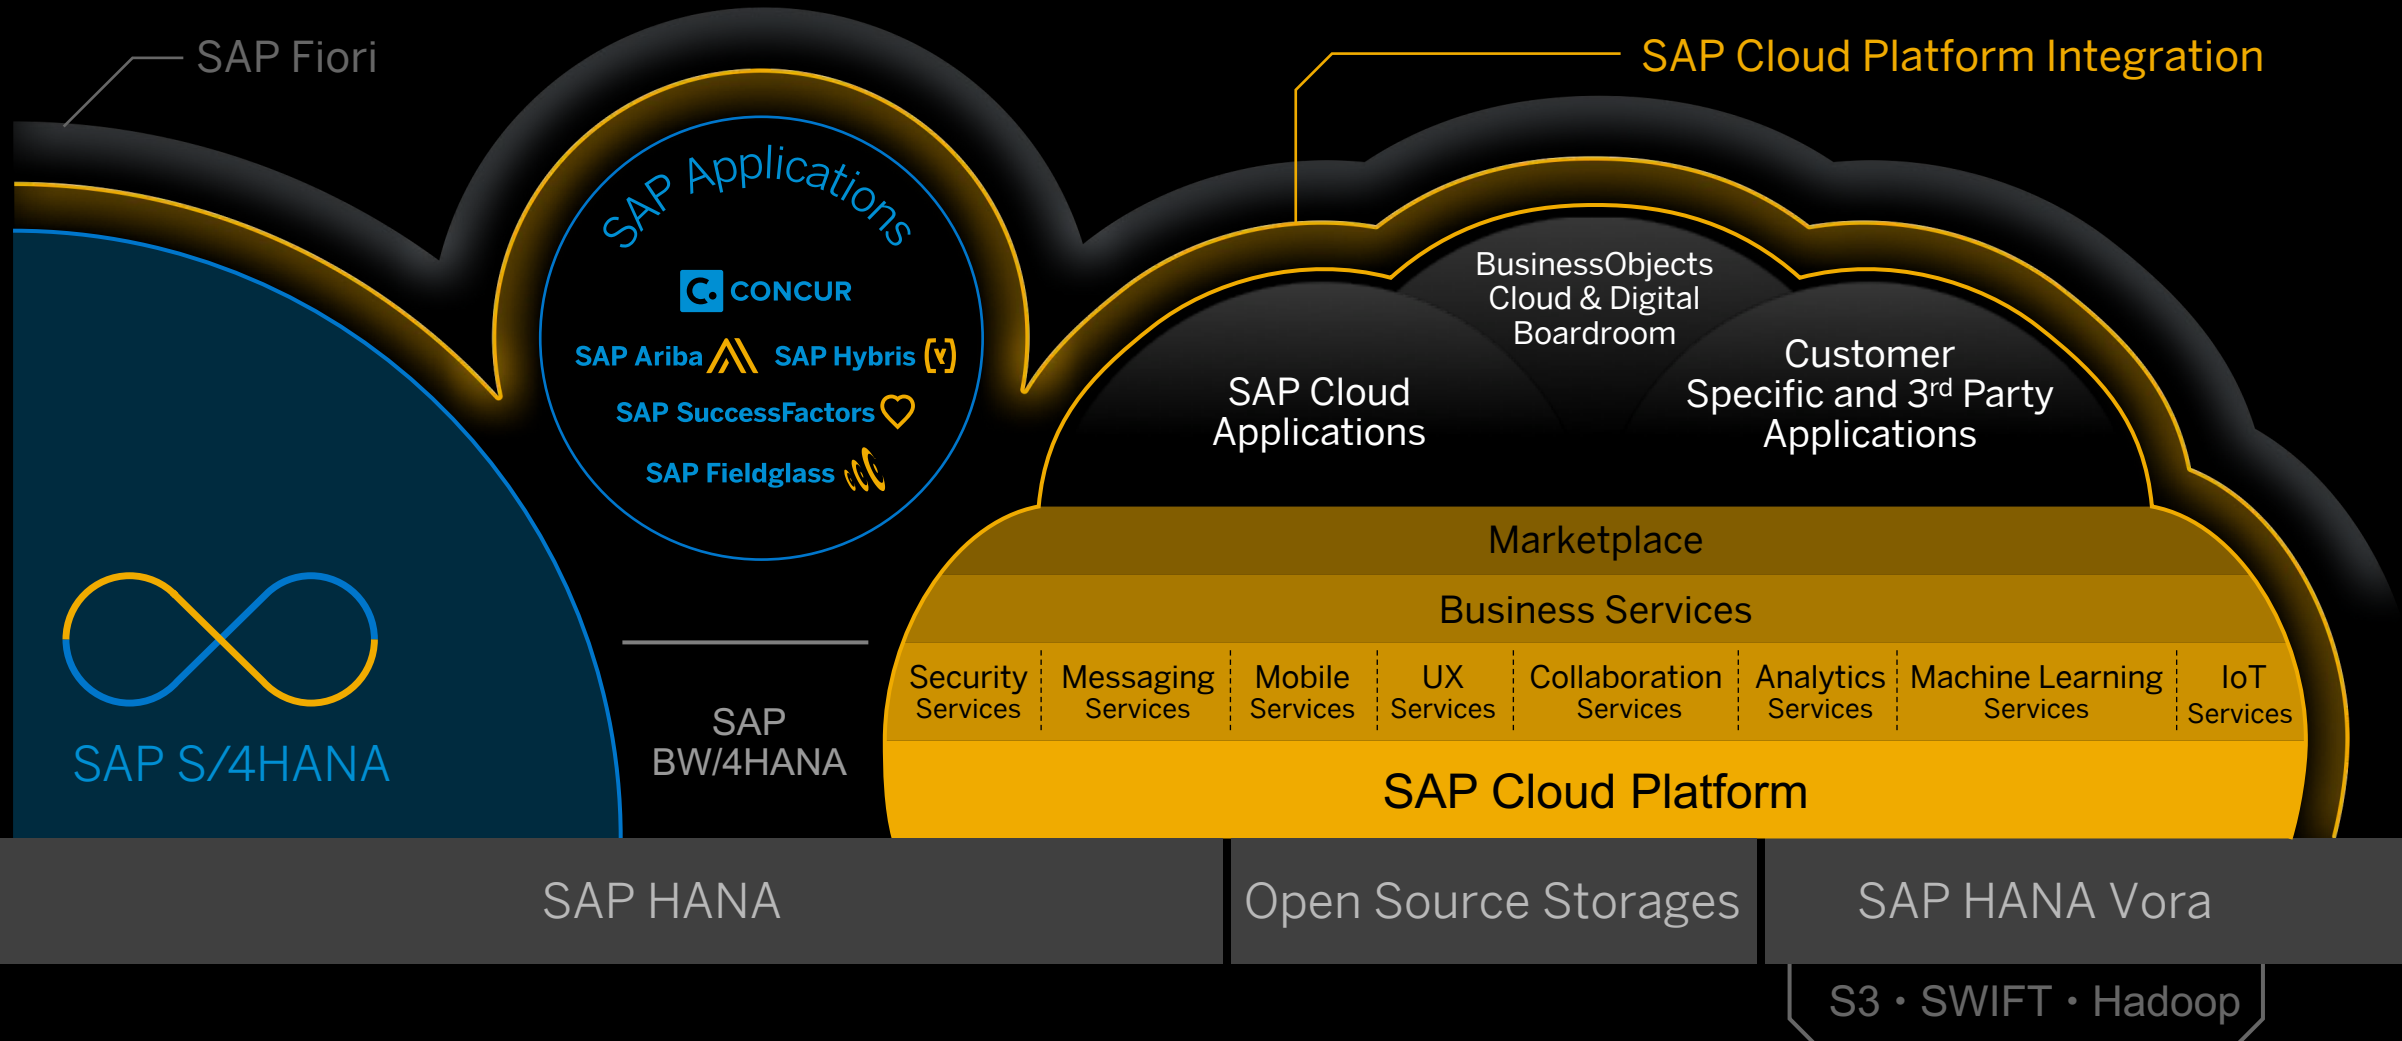 SAP Fiori
SAP Cloud Platform Integration
SAP Applications
C. CONCUR
SAP Ariba
SAP Hybris (Y)
SAP SuccessFactors
SAP Fieldglass
SAP S/4HANA
SAP
BW/4HANA
SAP Cloud
Applications
BusinessObjects
Cloud & Digital
Boardroom
Customer
Specific and 3rd Party
Applications
Marketplace
Business Services
Security
Services
Messaging
Services
Mobile
Services
UX
Services
Collaboration
Services
Analytics
Services
Machine Learning
Services
IoT
Services
SAP Cloud Platform
SAP HANA
Open Source Storages
SAP HANA Vora
S3 • SWIFT • Hadoop